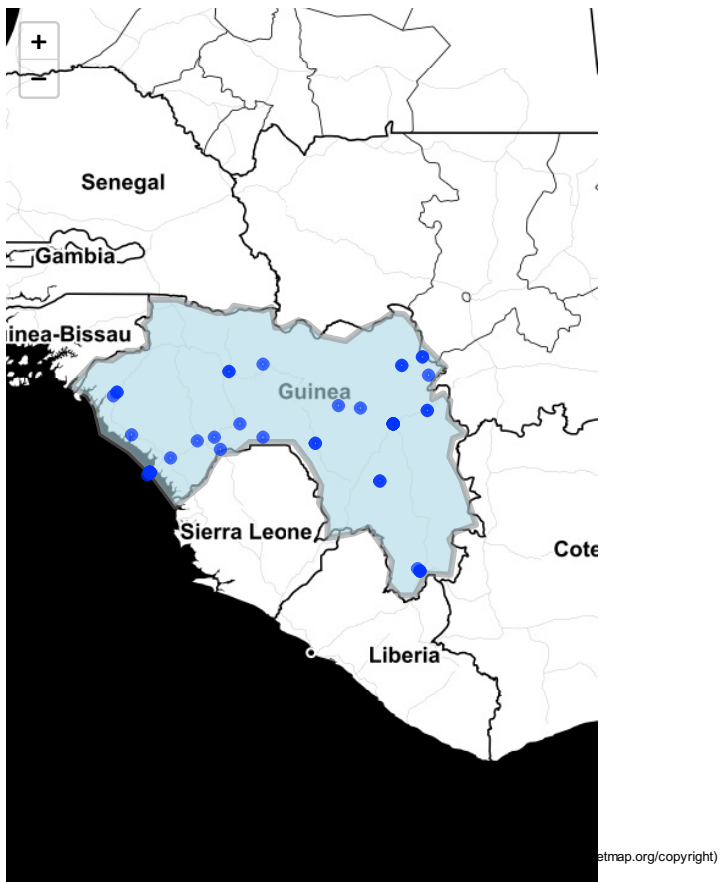 +
−
Senegal
Gambia
inea-Bissau
Guinea
Sierra Leone
Cote
Liberia
etmap.org/copyright)